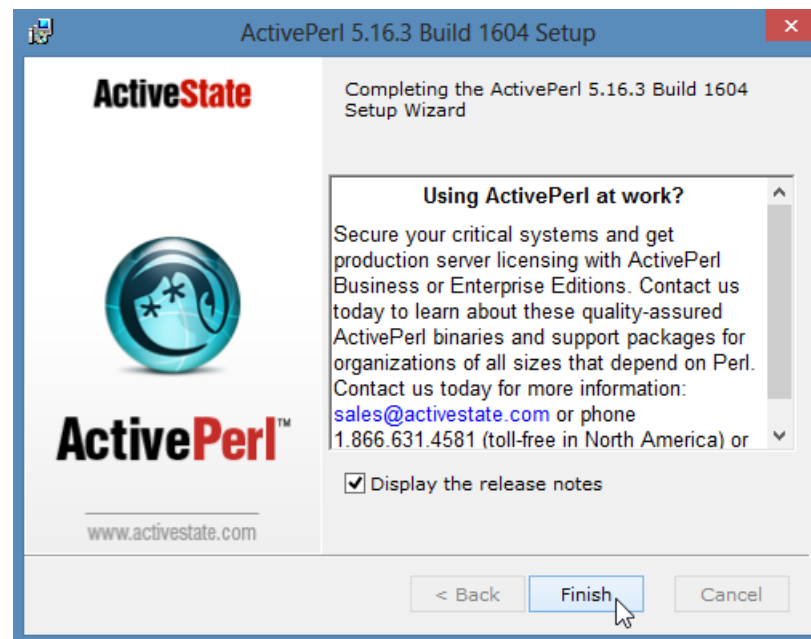 ActivePerl 5.16.3 Build 1604 Setup
ActiveState
Completing the ActivePerl 5.16.3 Build 1604
Setup Wizard
Using ActivePerl at work?
Secure your critical systems and get
production server licensing with ActivePerl
Business or Enterprise Editions. Contact us
today to learn about these quality-assured
ActivePerl binaries and support packages for
organizations of all sizes that depend on Perl.
Contact us today for more information:
sales@activestate.com or phone
1.866.631.4581 (toll-free in North America) or
ActivePerl™
Display the release notes
www.activestate.com
< Back
Finish
Cancel